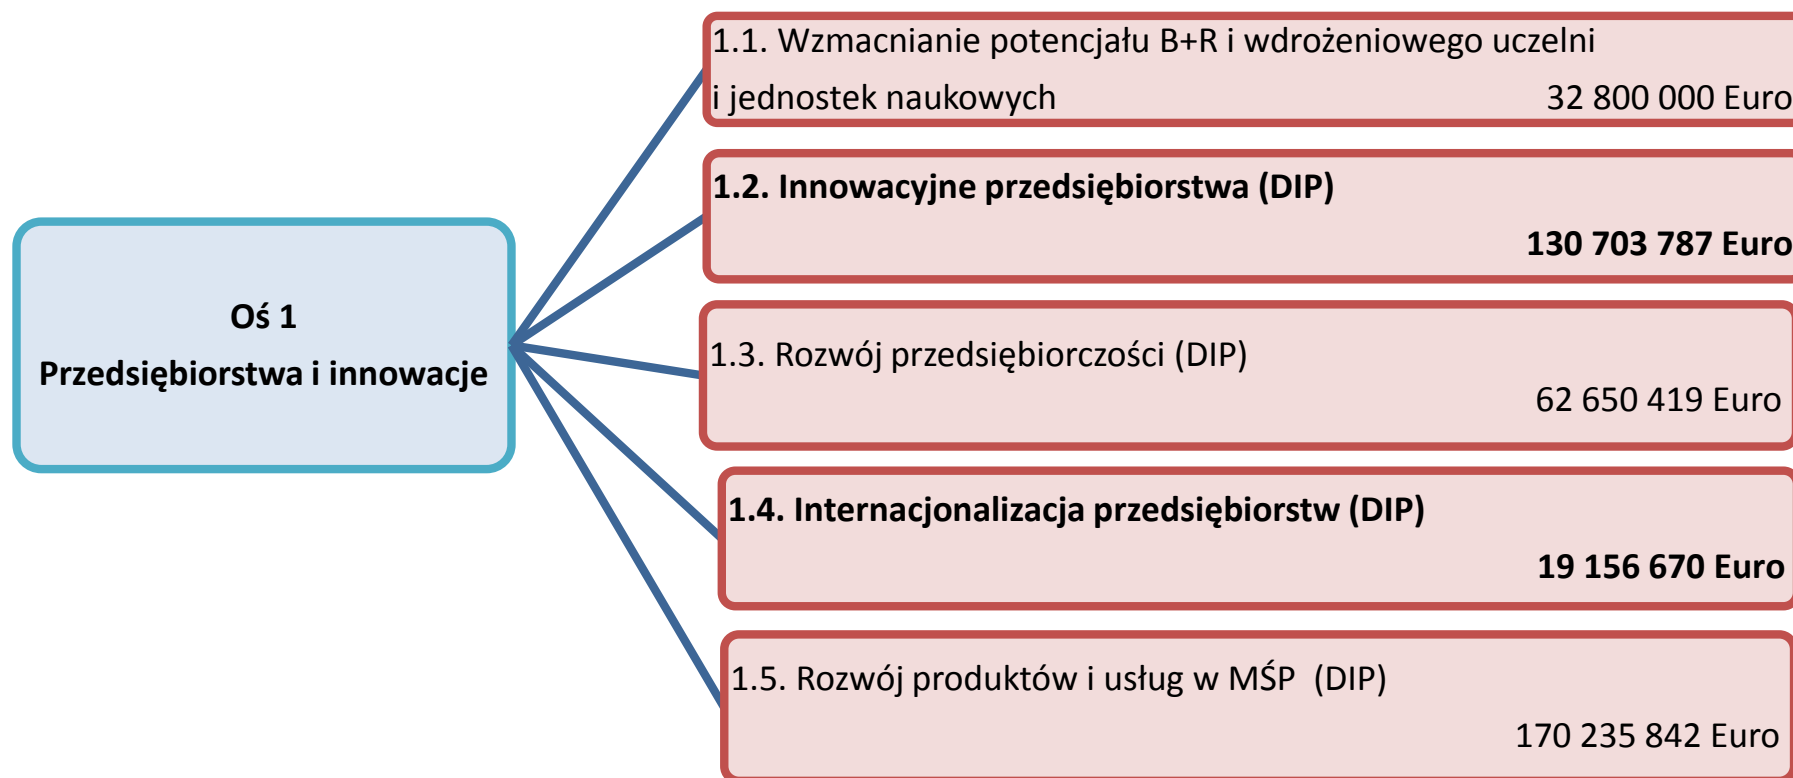 Oś 1
Przedsiębiorstwa i innowacje
1.1. Wzmacnianie potencjału B+R i wdrożeniowego uczelni
i jednostek naukowych 32 800 000 Euro
1.2. Innowacyjne przedsiębiorstwa (DIP)
130 703 787 Euro
1.3. Rozwój przedsiębiorczości (DIP)
62 650 419 Euro
1.4. Internacjonalizacja przedsiębiorstw (DIP)
19 156 670 Euro
1.5. Rozwój produktów i usług w MŚP (DIP)
170 235 842 Euro